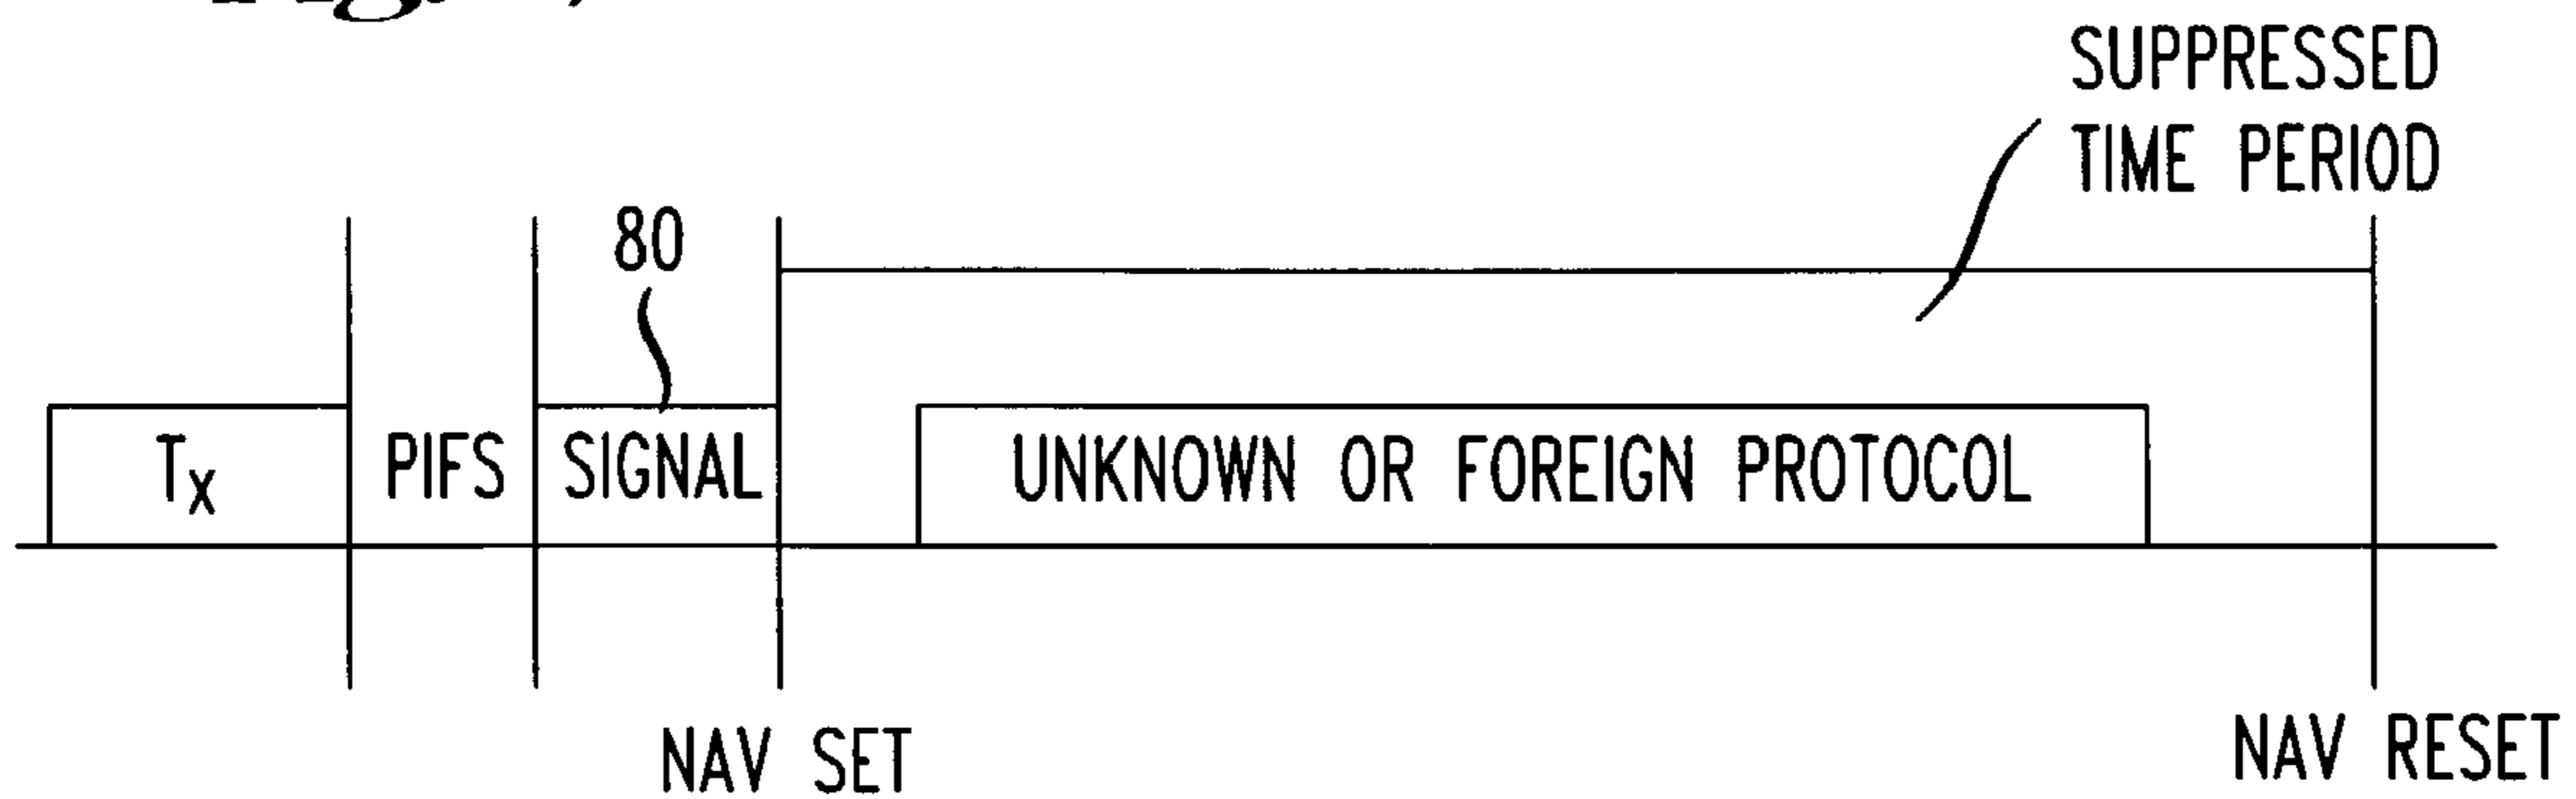 SUPPRESSED
TIME PERIOD
80
Tx PIFS SIGNAL UNKNOWN OR FOREIGN PROTOCOL
NAV SET NAV RESET